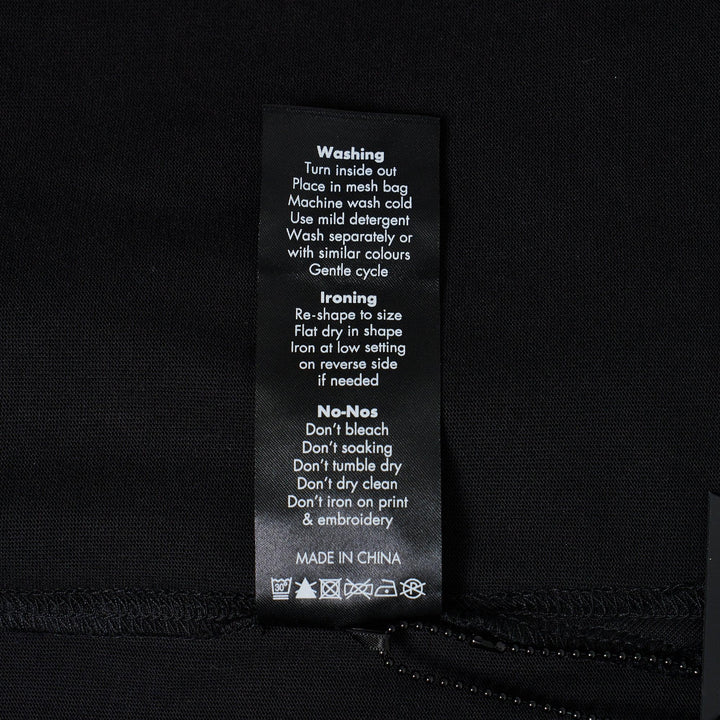 Washing
Turn inside out
Place in mesh bag
Machine wash cold
Use mild detergent
Wash separately or
with similar colours
Gentle cycle
Ironing
Re-shape to size
Flat dry in shape
Iron at low setting
on reverse side
if needed
No-Nos
Don't bleach
Don't soaking
Don't tumble dry
Don't dry clean
Don't iron on print
& embroidery
MADE IN CHINA
30°